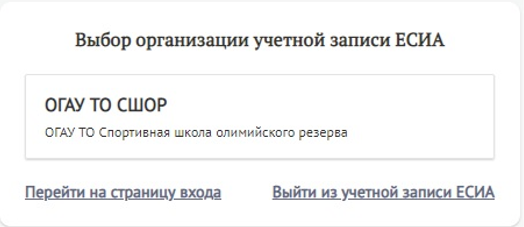 Выбор организации учетной записи ЕСИА
ОГАУ ТО СШОР
ОГАУ ТО Спортивная школа олимийского резерва
Перейти на страницу входа Выйти из учетной записи ЕСИА